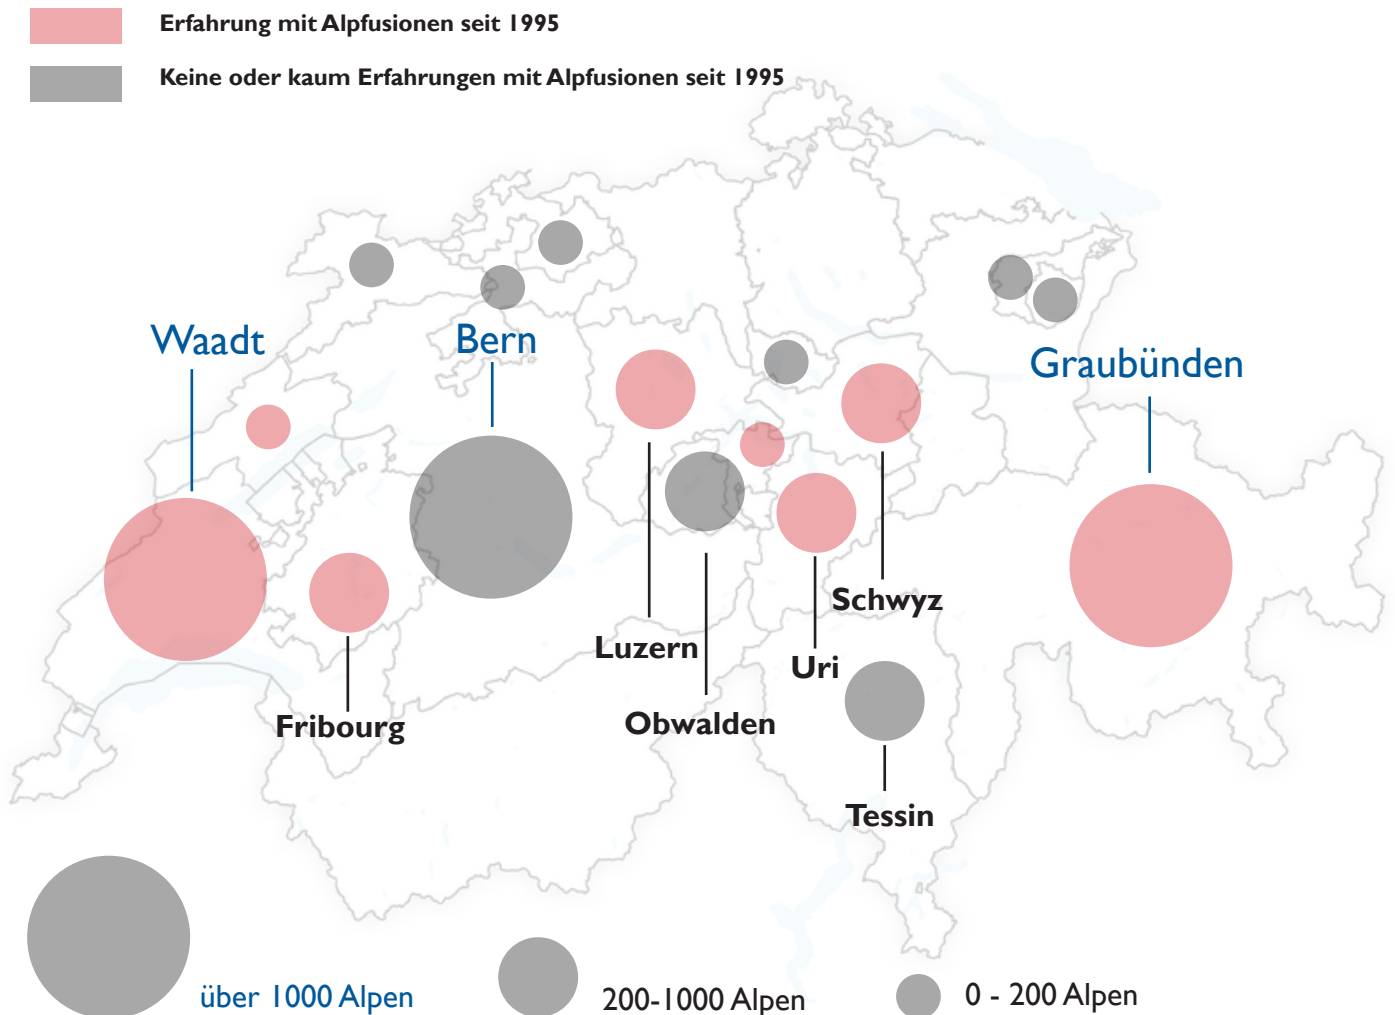 Erfahrung mit Alpfusionen seit 1995
Keine oder kaum Erfahrungen mit Alpfusionen seit 1995
Waadt
Bern
Graubünden
Schwyz
Luzern
Uri
Fribourg
Obwalden
Tessin
über 1000 Alpen
200-1000 Alpen
0 - 200 Alpen